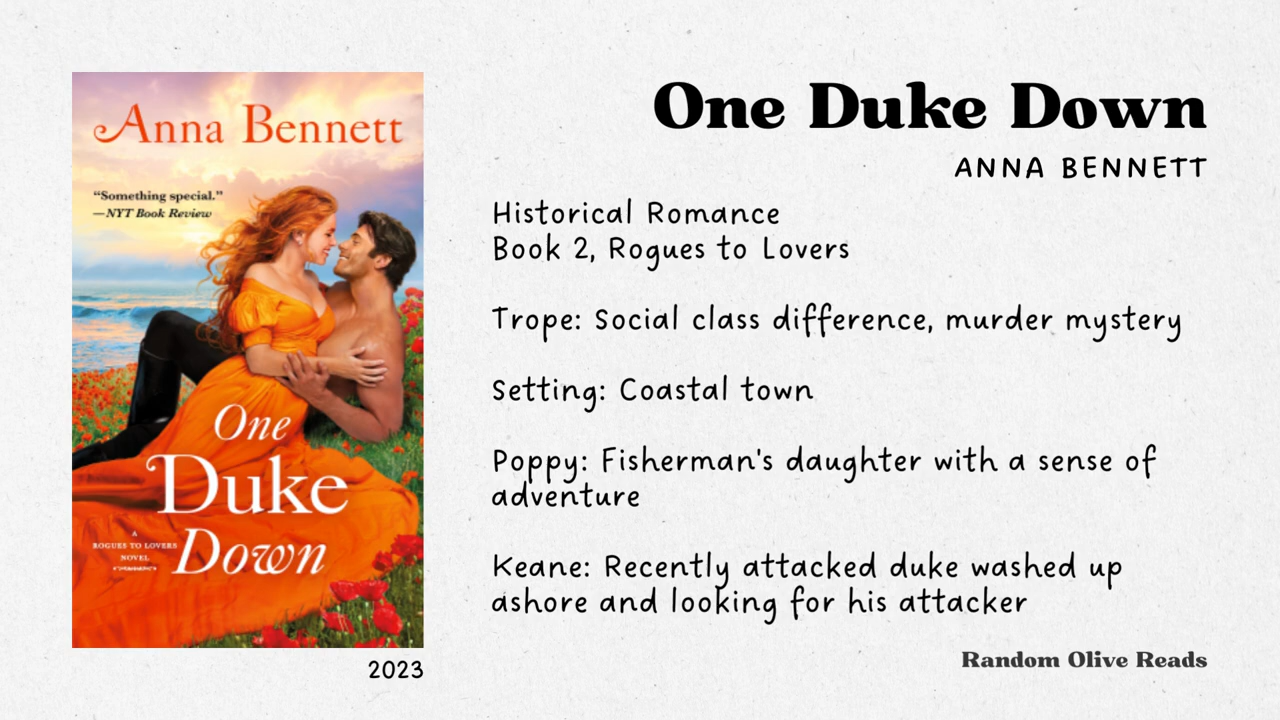 Anna Bennett
“Something special.”
—NYT Book Review
One
Duke
Down
A
ROGUES TO LOVERS
NOVEL
2023
One Duke Down
ANNA BENNETT
Historical Romance
Book 2, Rogues to Lovers
Trope: Social class difference, murder mystery
Setting: Coastal town
Poppy: Fisherman's daughter with a sense of
adventure
Keane: Recently attacked duke washed up
ashore and looking for his attacker
Random Olive Reads